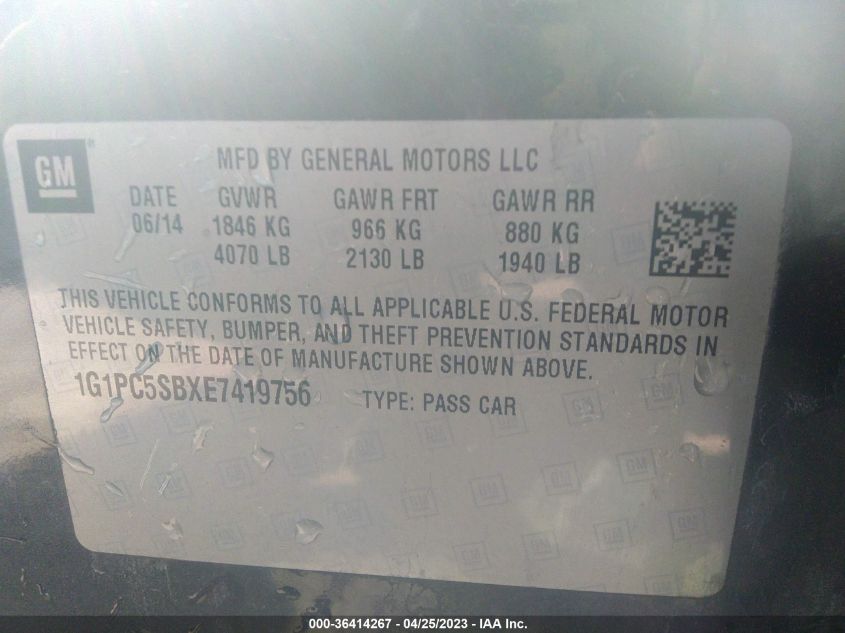 GM
MFD BY GENERAL MOTORS LLC
DATE GVWR GAWR FRT GAWR RR
06/14 1846 KG 966 KG 880 KG
4070 LB 2130 LB 1940 LB
THIS VEHICLE CONFORMS TO ALL APPLICABLE U.S. FEDERAL MOTOR
VEHICLE SAFETY, BUMPER, AND THEFT PREVENTION STANDARDS IN
EFFECT ON THE DATE OF MANUFACTURE SHOWN ABOVE.
1G1PC5SBXE7419756 TYPE: PASS CAR
000-36414267 / 04/25/2023 - IAA Inc.